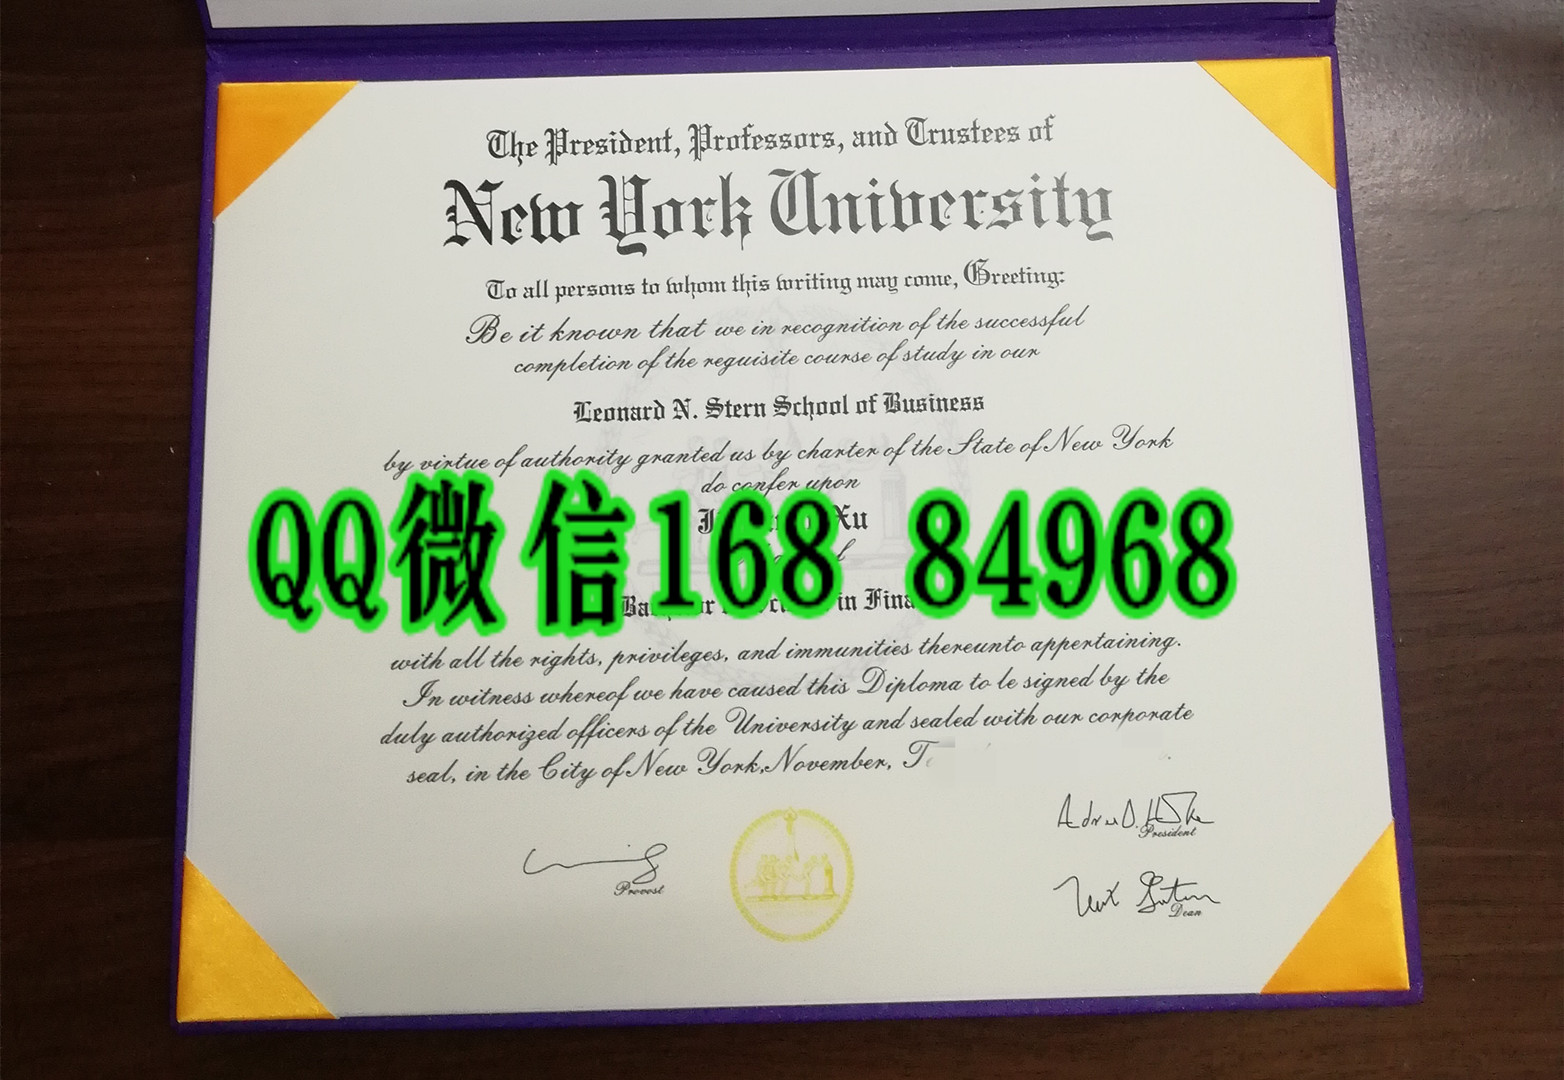 The President, Professors, and Trustees of
New York University
To all persons to whom this writing may come, Greeting:
Be it known that we in recognition of the successful
completion of the reguisite course of study in our
Leonard N. Stern School of Business
by virtue of authority granted us by charter of the State of New York
do confer upon
Xu
QQ微信168 84968
in
with all the rights, privileges, and immunities thereunto appertaining.
In witness whereof we have caused this Diploma to le signed by the
duly authorized officers of the University and sealed with our corporate
seal, in the City of New York, November,
President
Provost
Dean